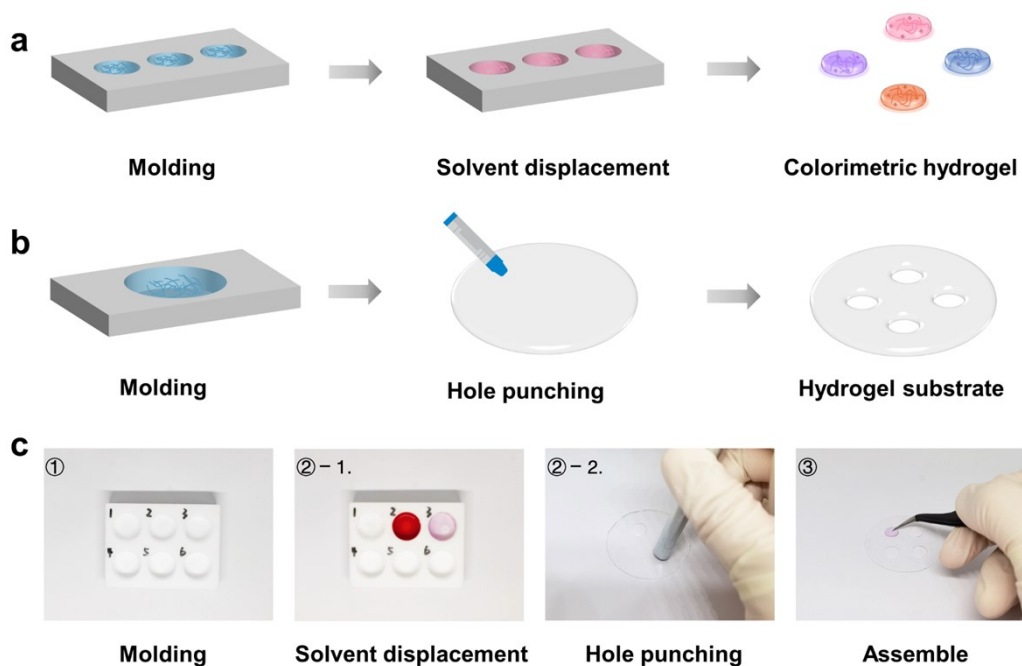 a
Molding
Solvent displacement
Colorimetric hydrogel
b
Molding
Hole punching
Hydrogel substrate
c
①
1 2 3
4 5 6
Molding
②-1.
1 2 3
4 5 6
Solvent displacement
②-2.
Hole punching
③
Assemble